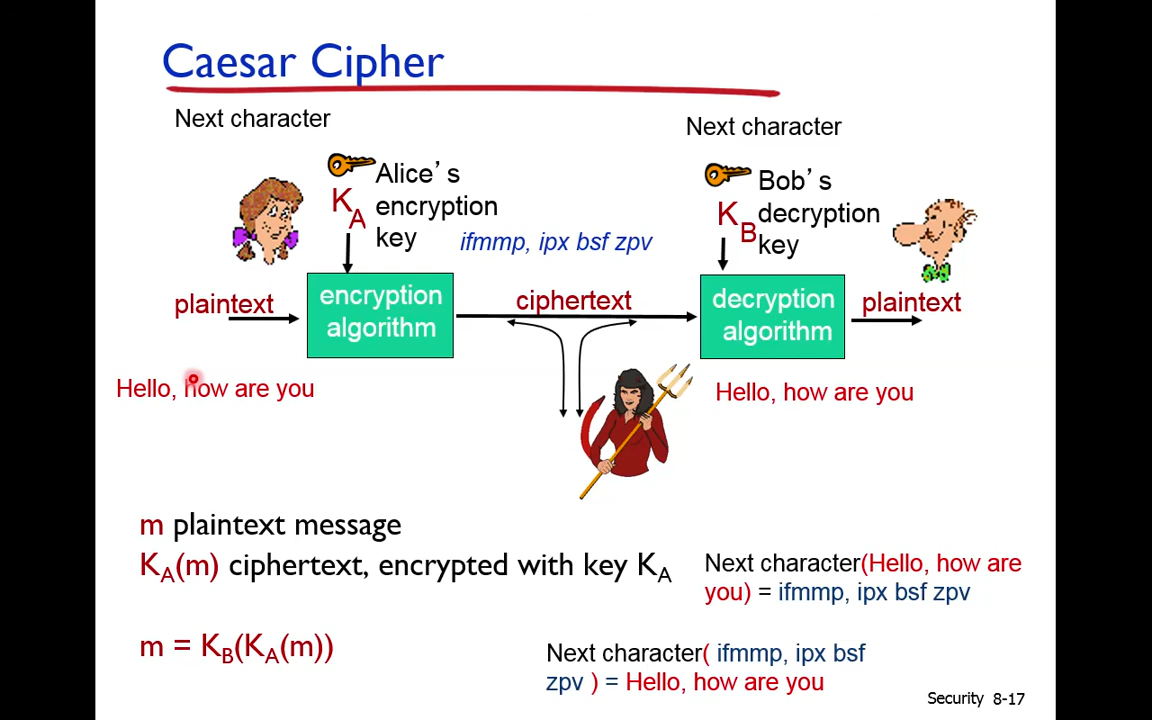 Caesar Cipher
Next character
Next character
Alice's
encryption
key
K
A
Bob's
decryption
key
K
B
ifmmp, ipx bsf zpv
plaintext
encryption
algorithm
ciphertext
decryption
algorithm
plaintext
Hello, how are you
Hello, how are you
m plaintext message
KA(m) ciphertext, encrypted with key KA
Next character(Hello, how are
you) = ifmmp, ipx bsf zpv
m = KB(KA(m))
Next character( ifmmp, ipx bsf
zpv ) = Hello, how are you
Security 8-17